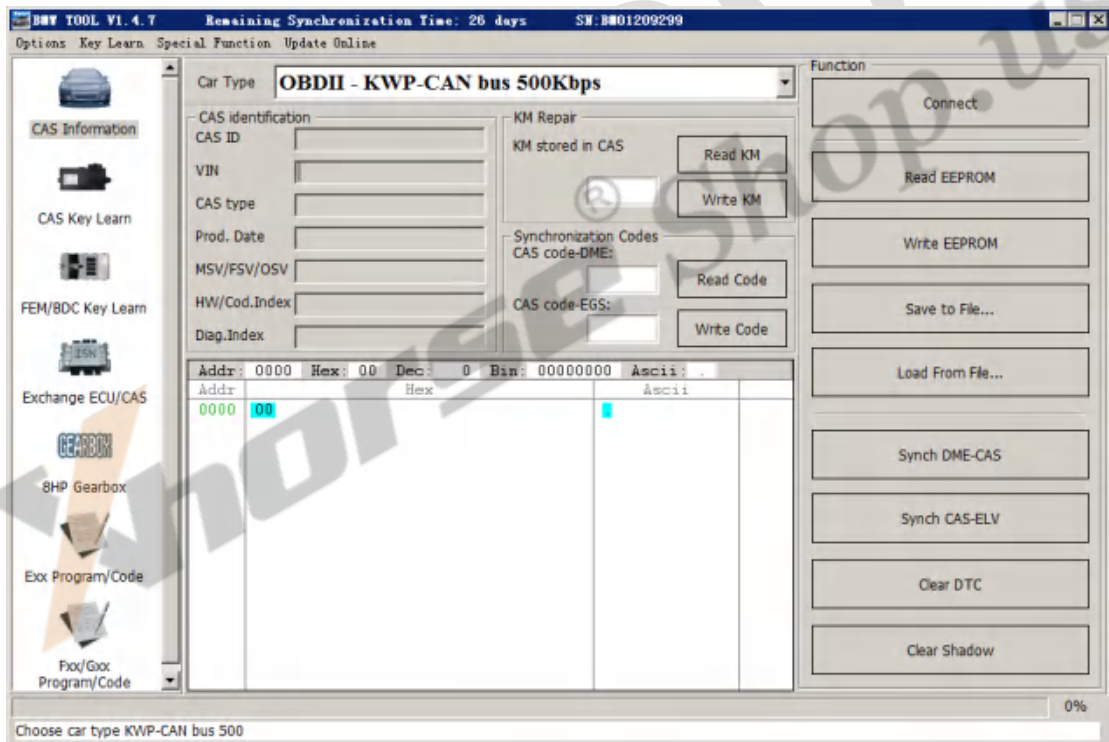 BMW TOOL V1.4.7 Remaining Synchronization Time: 26 days SN:BM01209299
Options Key Learn Special Function Update Online
CAS Information
CAS Key Learn
FEM/BDC Key Learn
ISN
Exchange ECU/CAS
GEARBOX
8HP Gearbox
Exx Program/Code
Fxx/Gxx
Program/Code
Car Type OBDII - KWP-CAN bus 500Kbps
CAS identification
CAS ID
VIN
CAS type
Prod. Date
MSV/FSV/OSV
HW/Cod.Index
Diag.Index
KM Repair
KM stored in CAS
Read KM
Write KM
Synchronization Codes
CAS code-DME:
Read Code
CAS code-EGS:
Write Code
Addr: 0000 Hex: 00 Dec: 0 Bin: 00000000 Ascii: .
Addr Hex Ascii
0000 00 .
Function
Connect
Read EEPROM
Write EEPROM
Save to File...
Load From File...
Synch DME-CAS
Synch CAS-ELV
Clear DTC
Clear Shadow
0%
Choose car type KWP-CAN bus 500
Xhorse®Shop.us